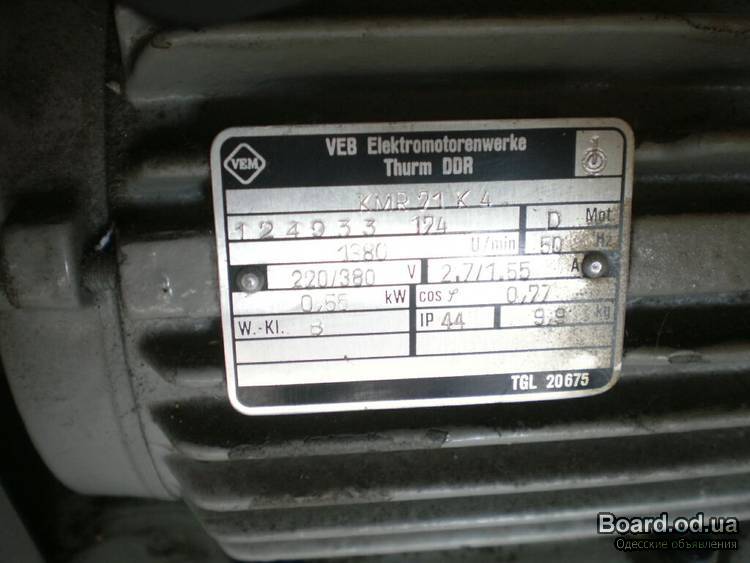 VEM
VEB Elektromotorenwerke
Thurm DDR
KMR 71 K 4
124933 174 D Mot
1380 U/min 50 Hz
220/380 V 2,7/1.55 A
0,55 kW cos φ 0,77
W.-Kl. B IP 44 9,9 kg
TGL 20675
Board.od.ua
Одесские объявления